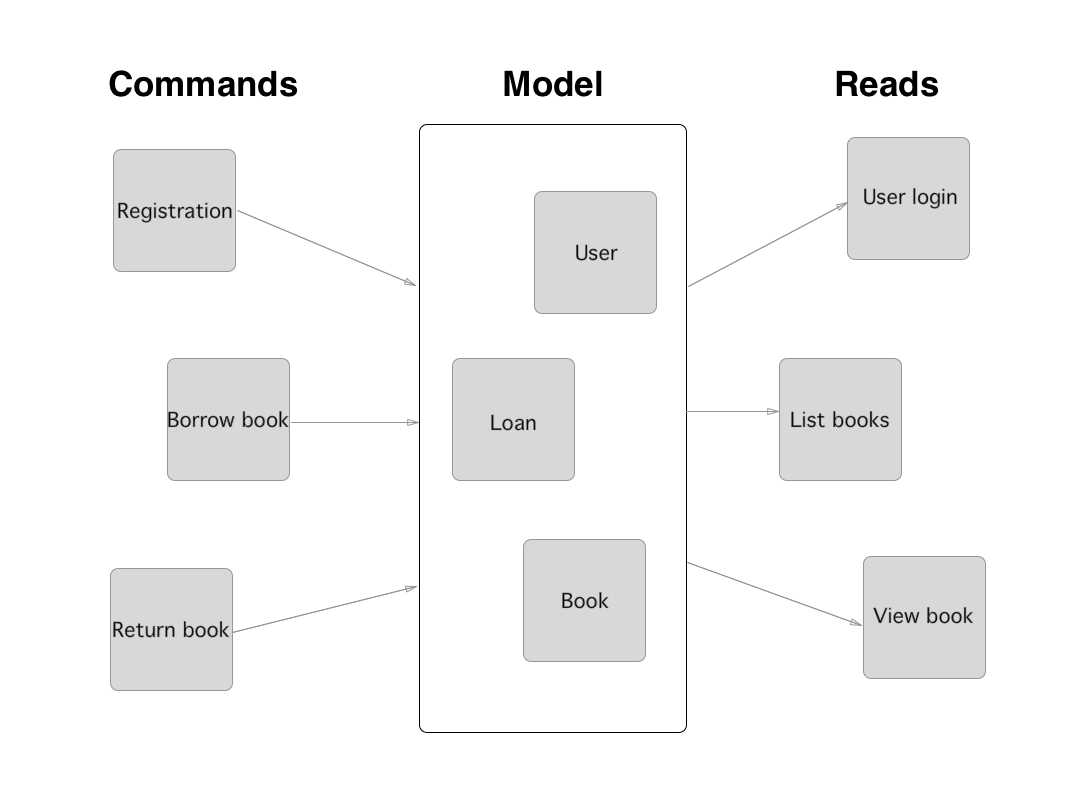 Commands
Model
Reads
Registration
User
User login
Borrow book
Loan
List books
Return book
Book
View book